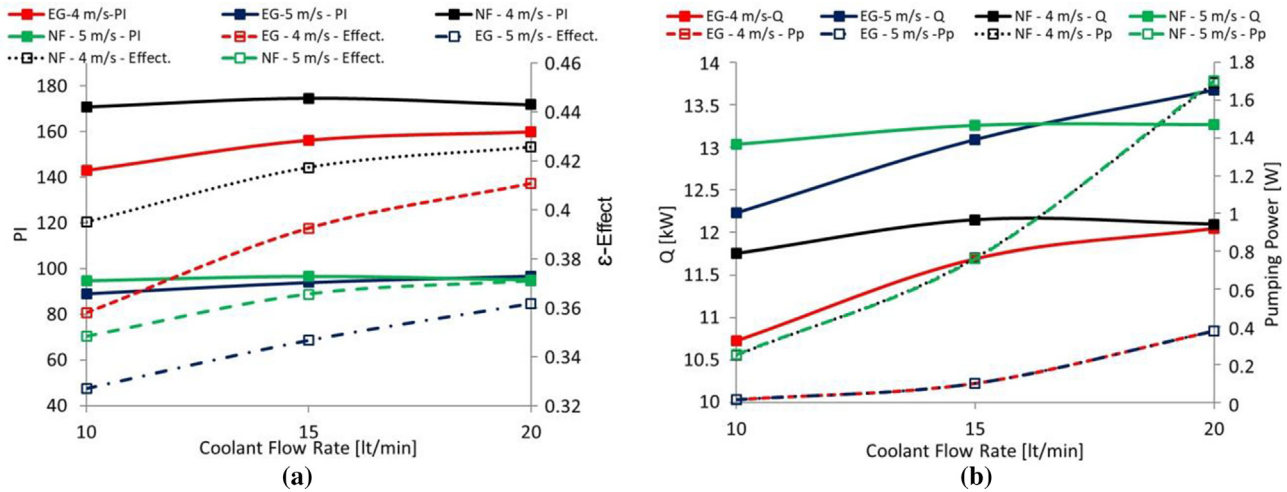 EG-4 m/s-PI EG-5 m/s - PI NF - 4 m/s - PI
NF - 5 m/s - PI EG - 4 m/s - Effect. EG - 5 m/s - Effect.
NF - 4 m/s - Effect. NF - 5 m/s - Effect.
180
160
140
120
100
80
60
40
PI
0.46
0.44
0.42
0.4
0.38
0.36
0.34
0.32
ε-Effect
10 15 20
Coolant Flow Rate [lt/min]
(a)
EG-4 m/s-Q EG-5 m/s - Q NF - 4 m/s - Q NF - 5 m/s - Q
EG - 4 m/s - Pp EG - 5 m/s -Pp NF - 4 m/s - Pp NF - 5 m/s -Pp
14
13.5
13
12.5
12
11.5
11
10.5
10
Q [kW]
1.8
1.6
1.4
1.2
1
0.8
0.6
0.4
0.2
0
Pumping Power [W]
10 15 20
Coolant Flow Rate [lt/min]
(b)